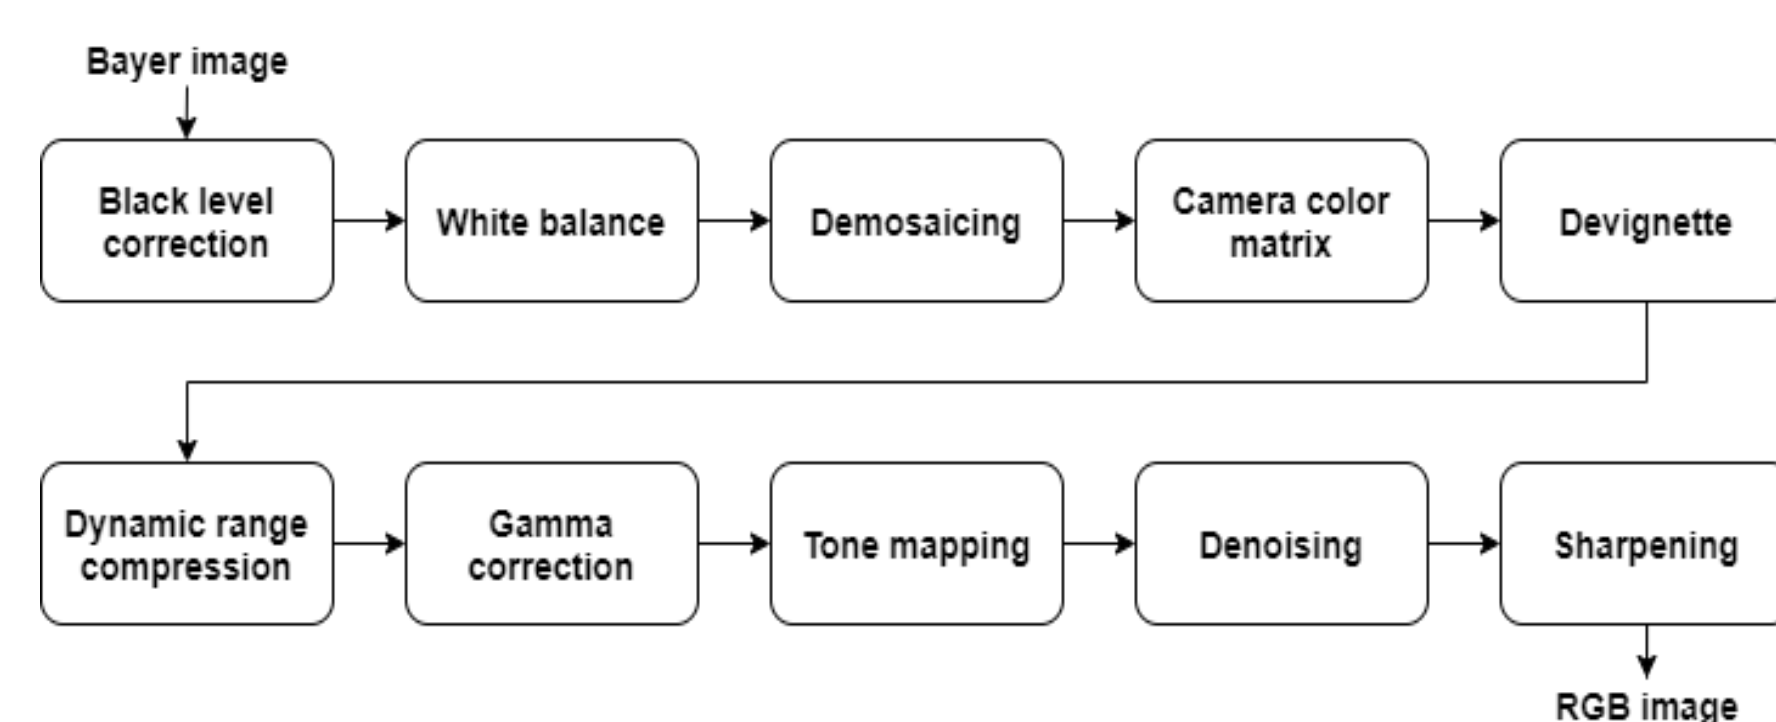 Bayer image
Black level
correction
White balance
Demosaicing
Camera color
matrix
Devignette
Dynamic range
compression
Gamma
correction
Tone mapping
Denoising
Sharpening
RGB image